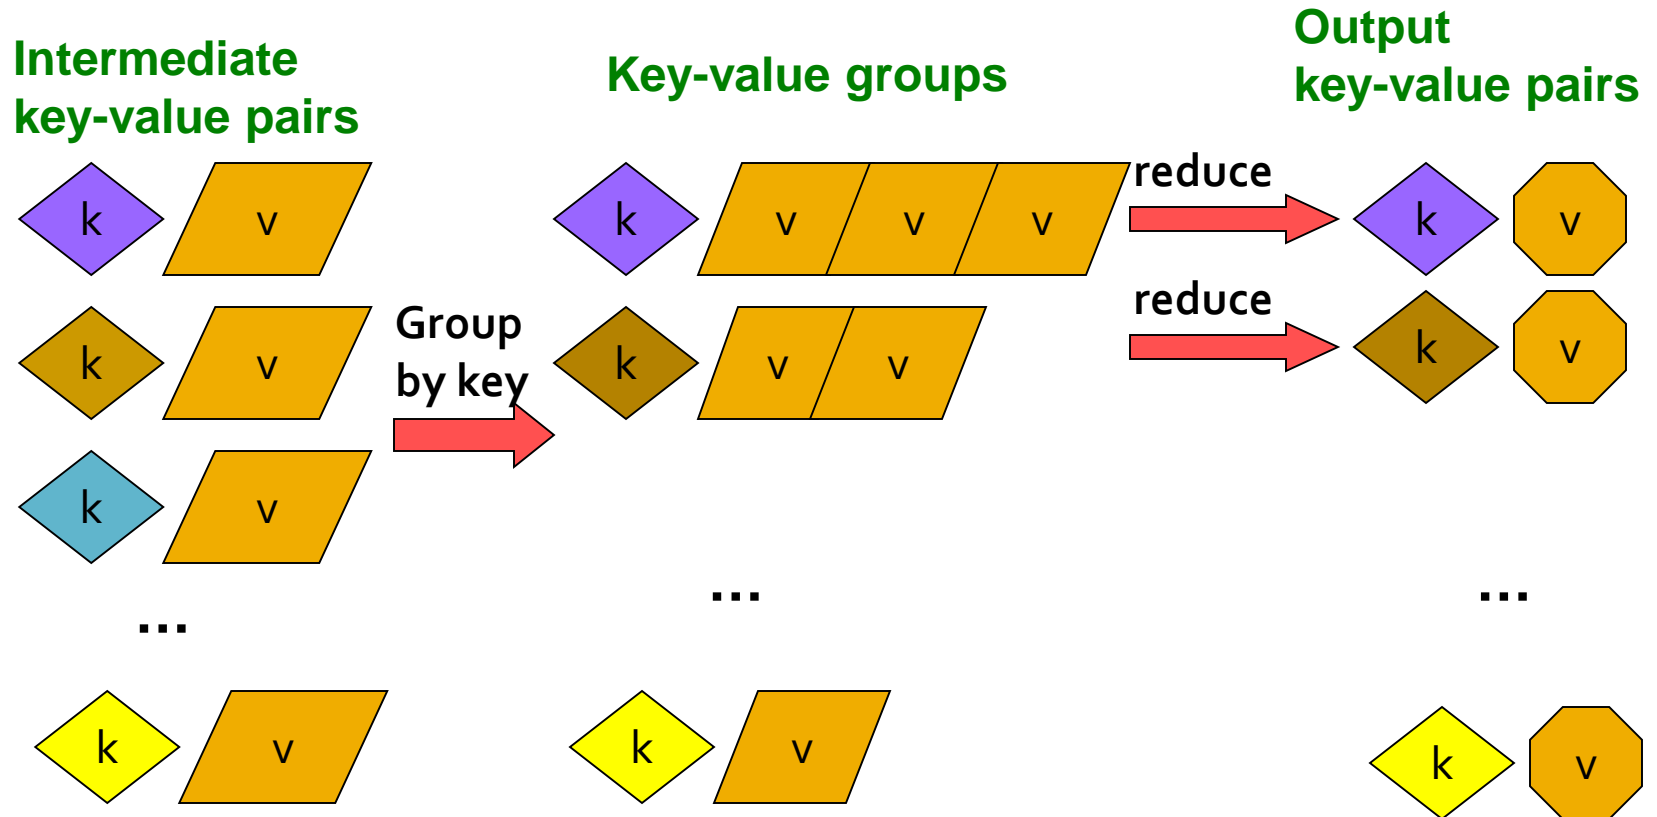 Intermediate
key-value pairs
k v
k v
k v
...
k v
Group
by key
Key-value groups
k v v v
k v v
...
k v
reduce
reduce
Output
key-value pairs
k v
k v
...
k v